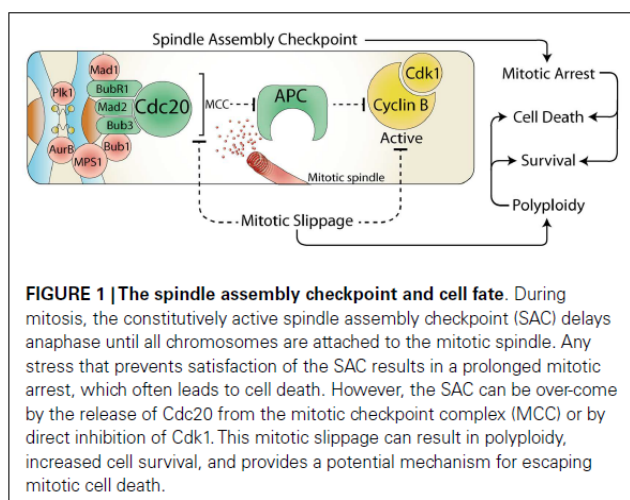 Spindle Assembly Checkpoint
Mad1
BubR1
Plk1
Mad2
Cdc20
Bub3
AurB
MPS1
Bub1
MCC
APC
Cdk1
Cyclin B
Active
Mitotic spindle
Mitotic Slippage
Mitotic Arrest
Cell Death
Survival
Polyploidy
FIGURE 1 | The spindle assembly checkpoint and cell fate. During
mitosis, the constitutively active spindle assembly checkpoint (SAC) delays
anaphase until all chromosomes are attached to the mitotic spindle. Any
stress that prevents satisfaction of the SAC results in a prolonged mitotic
arrest, which often leads to cell death. However, the SAC can be over-come
by the release of Cdc20 from the mitotic checkpoint complex (MCC) or by
direct inhibition of Cdk1. This mitotic slippage can result in polyploidy,
increased cell survival, and provides a potential mechanism for escaping
mitotic cell death.